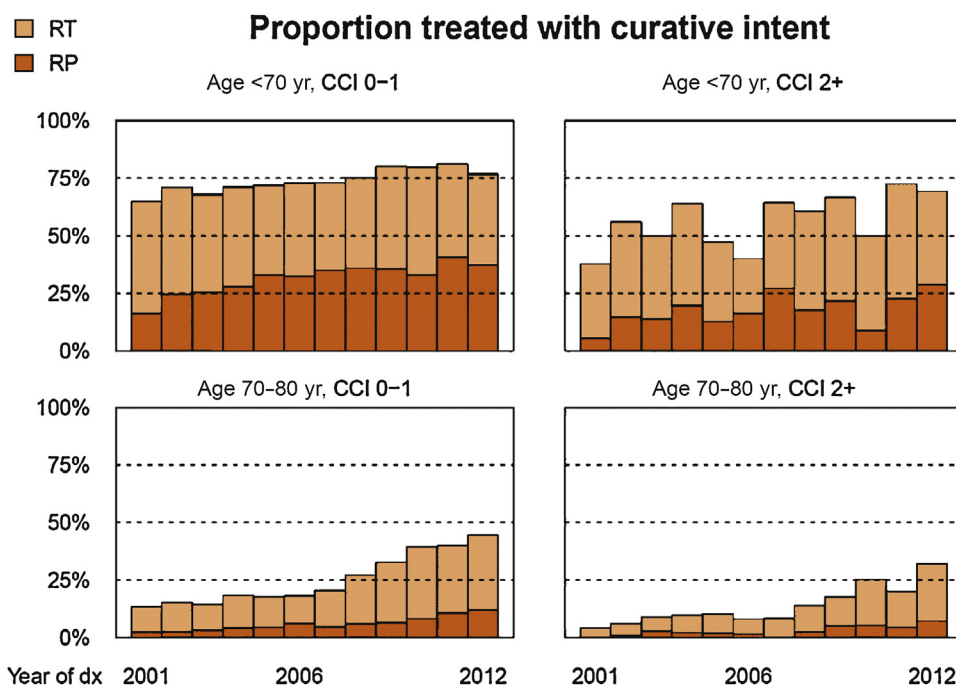 RT
RP
Proportion treated with curative intent
Age <70 yr, CCI 0–1
Age <70 yr, CCI 2+
100%
75%
50%
25%
0%
Age 70–80 yr, CCI 0–1
Age 70–80 yr, CCI 2+
100%
75%
50%
25%
0%
Year of dx 2001 2006 2012 2001 2006 2012